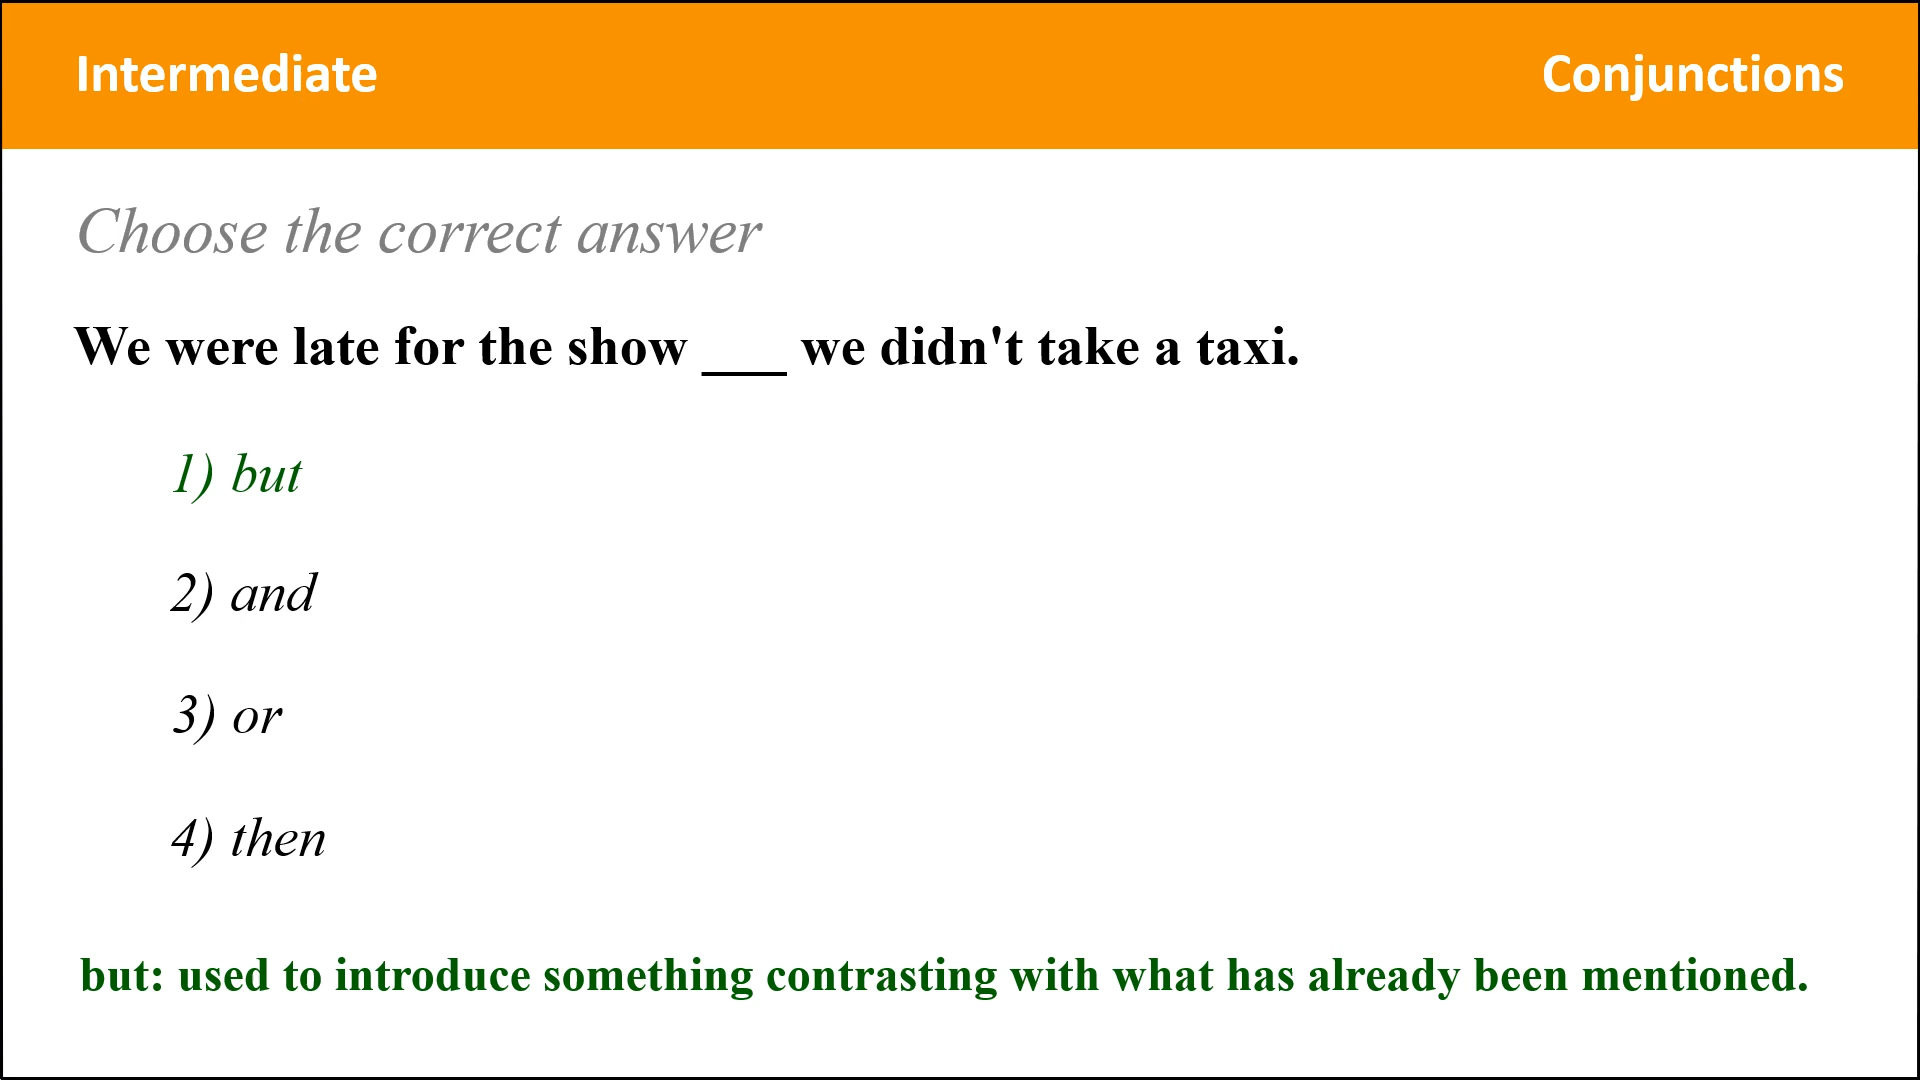 Intermediate Conjunctions
Choose the correct answer
We were late for the show ___ we didn't take a taxi.
1) but
2) and
3) or
4) then
but: used to introduce something contrasting with what has already been mentioned.